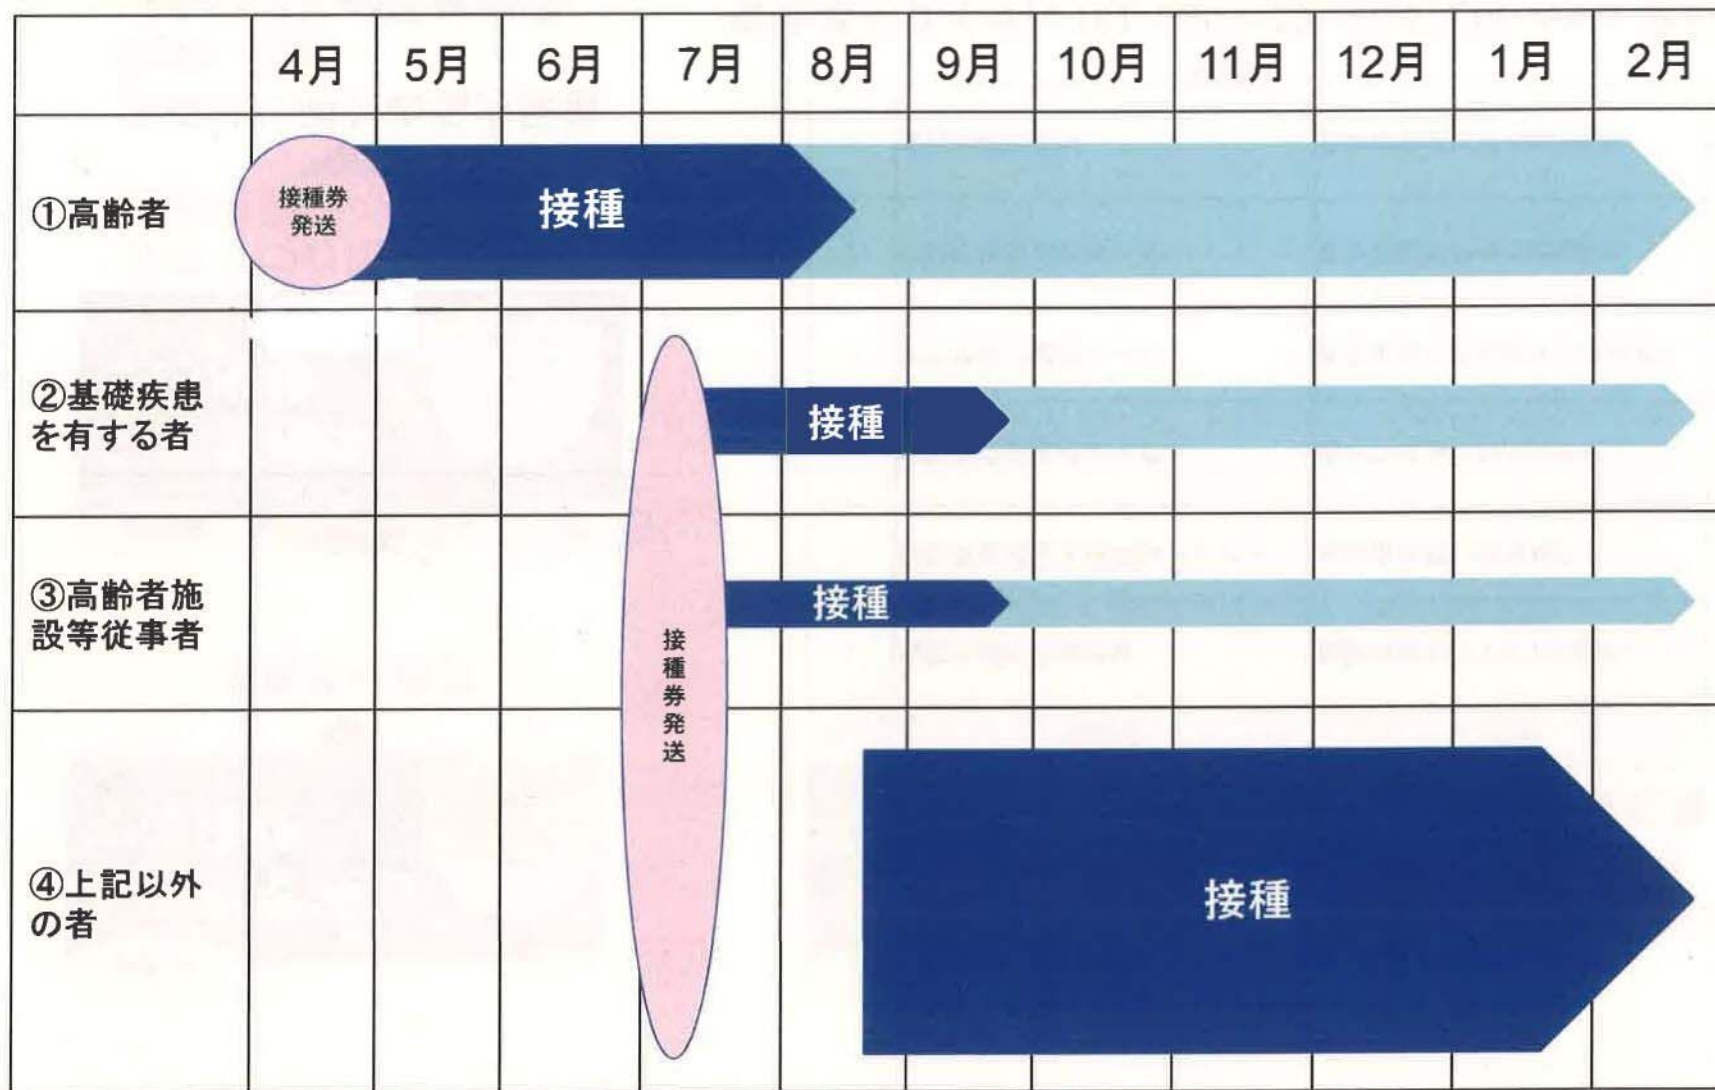 4月 5月 6月 7月 8月 9月 10月 11月 12月 1月 2月
①高齢者
接種券
発送
接種
②基礎疾患
を有する者
接種
③高齢者施
設等従事者
接種
接種券発送
④上記以外
の者
接種